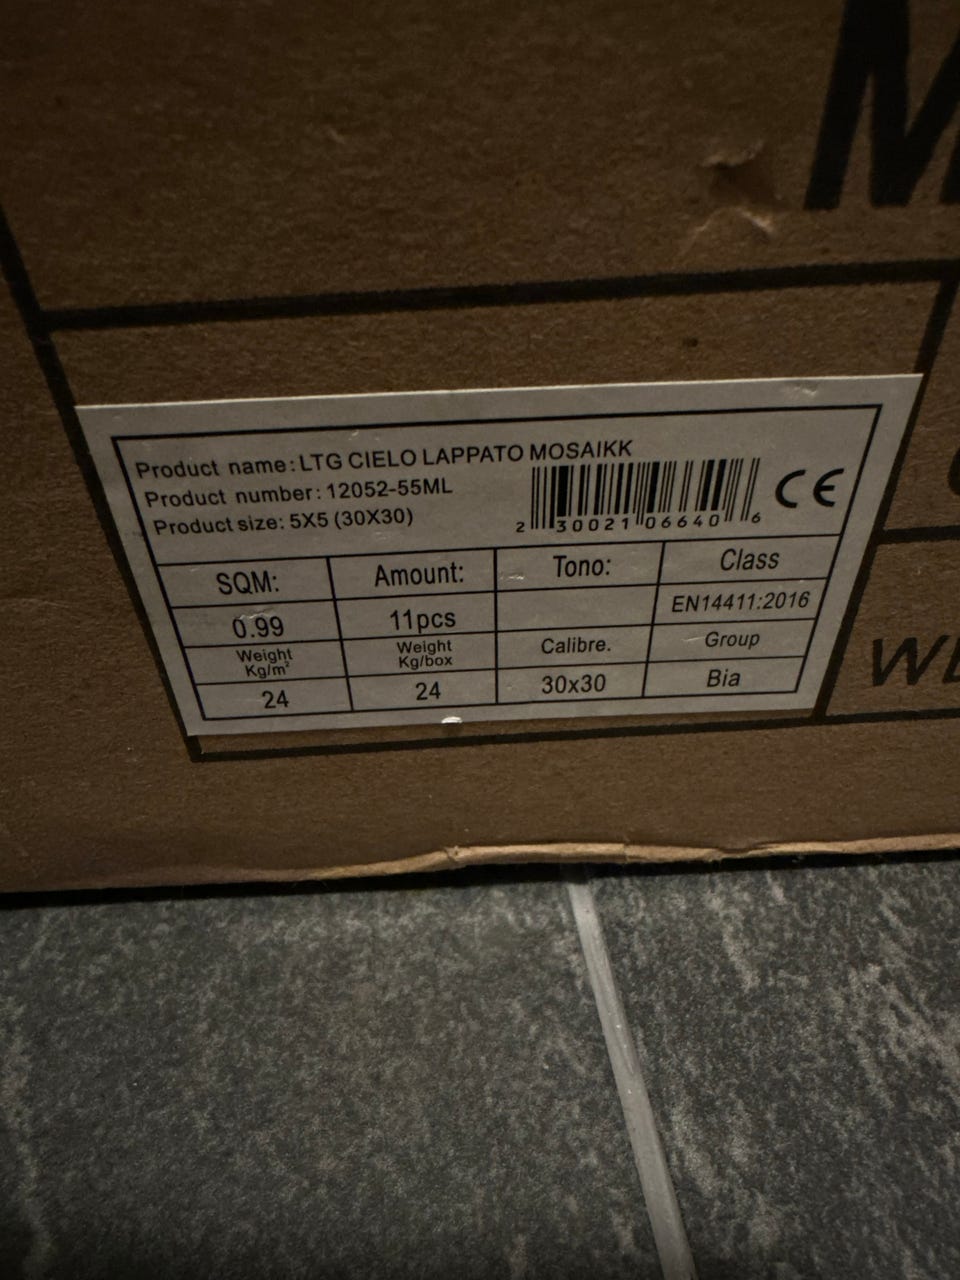 M
Product name: LTG CIELO LAPPATO MOSAIKK
Product number: 12052-55ML
Product size: 5X5 (30X30)
2 30021 06640 6
CE
SQM: Amount: Tono: Class
0.99 11pcs EN14411:2016
Weight Kg/m² Weight Kg/box Calibre. Group
24 24 30x30 Bia